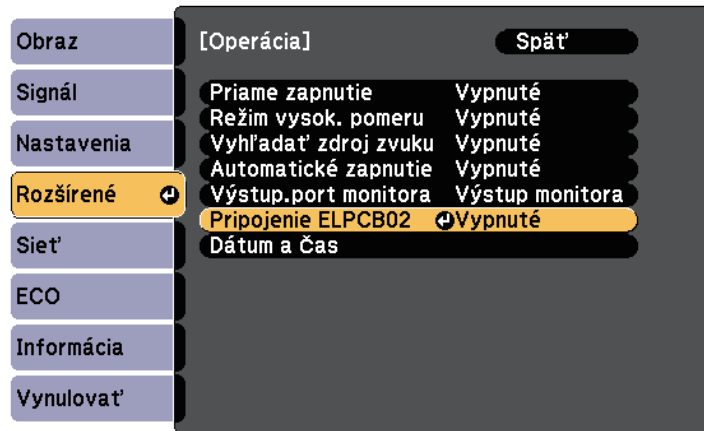 Obraz
Signál
Nastavenia
Rozšírené
Sieť
ECO
Informácia
Vynulovať
[Operácia] Späť
Priame zapnutie Vypnuté
Režim vysok. pomeru Vypnuté
Vyhľadať zdroj zvuku Vypnuté
Automatické zapnutie Vypnuté
Výstup.port monitora Výstup monitora
Pripojenie ELPCB02 Vypnuté
Dátum a Čas